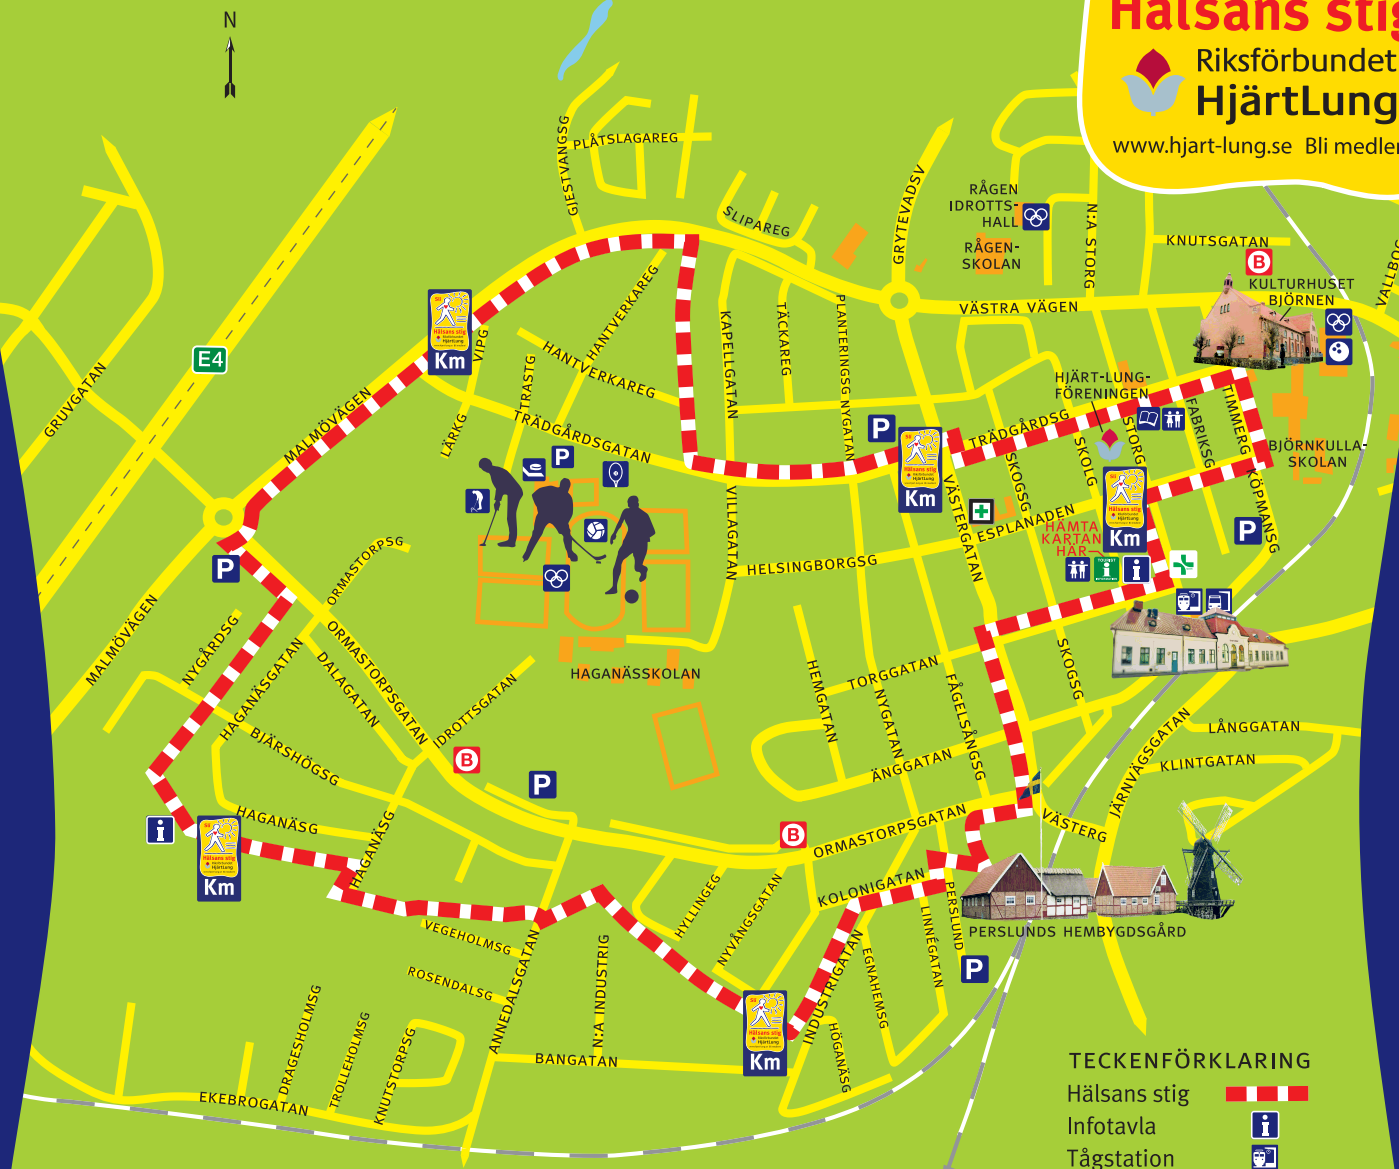 N
Hälsans stig
Riksförbundet
HjärtLung
www.hjart-lung.se Bli medlem
GJESTVANGSG
PLÅTSLAGAREG
SLIPAREG
GRYTEVADSV
RÅGEN
IDROTTS-
HALL
RÅGEN-
SKOLAN
N:A STORG
KNUTSGATAN
B
KULTURHUSET
BJÖRNEN
VÄSTRA VÄGEN
E4
GRUVGATAN
MALMÖVÄGEN
Km
VIPG
HANTVERKAREG
HANTVERKAREG
TRASTG
LÄRKG
TRÄDGÅRDSGATAN
KAPELLGATAN
TÄCKAREG
PLANTERINGSG
NYGATAN
P
Km
TRÄDGÅRDSG
HJÄRT-LUNG-
FÖRENINGEN
SKOLG
STORG
FABRIKSG
TIMMERG
BJÖRNKULLA-
SKOLAN
KÖPMANSG
P
SKOGSG
ESPLANADEN
Km
HÄMTA
KARTAN
HÄR
VÄSTERGATAN
HELSINGBORGSG
VILLAGATAN
P
P
ORMASTORPSG
MALMÖVÄGEN
NYGÅRDSG
HAGANÄSGATAN
DALAGATAN
ORMASTORPSGATAN
IDROTTSGATAN
HAGANÄSSKOLAN
BJÄRSHÖGSG
HEMGATAN
TORGGATAN
NYGATAN
FÅGELSÅNGSG
SKOGSG
ÄNGGATAN
LÅNGGATAN
KLINTGATAN
JÄRNVÄGSGATAN
VÄSTERG
B
P
B
ORMASTORPSGATAN
KOLONIGATAN
HAGANÄSG
HAGANÄSG
Km
VEGEHOLMSG
ROSENDALSG
ANNEDALSGATAN
N:A INDUSTRIG
HYLLINGEG
NYVÅNGSGATAN
INDUSTRIGATAN
EGNAHEMSG
LINNÉGATAN
PERSLUND
PERSLUNDS HEMBYGDSGÅRD
P
Km
HÖGANÄSG
BANGATAN
DRAGESHOLMSG
TROLLEHOLMSG
KNUTSTORPSG
EKEBROGATAN
TECKENFÖRKLARING
Hälsans stig
Infotavla
Tågstation